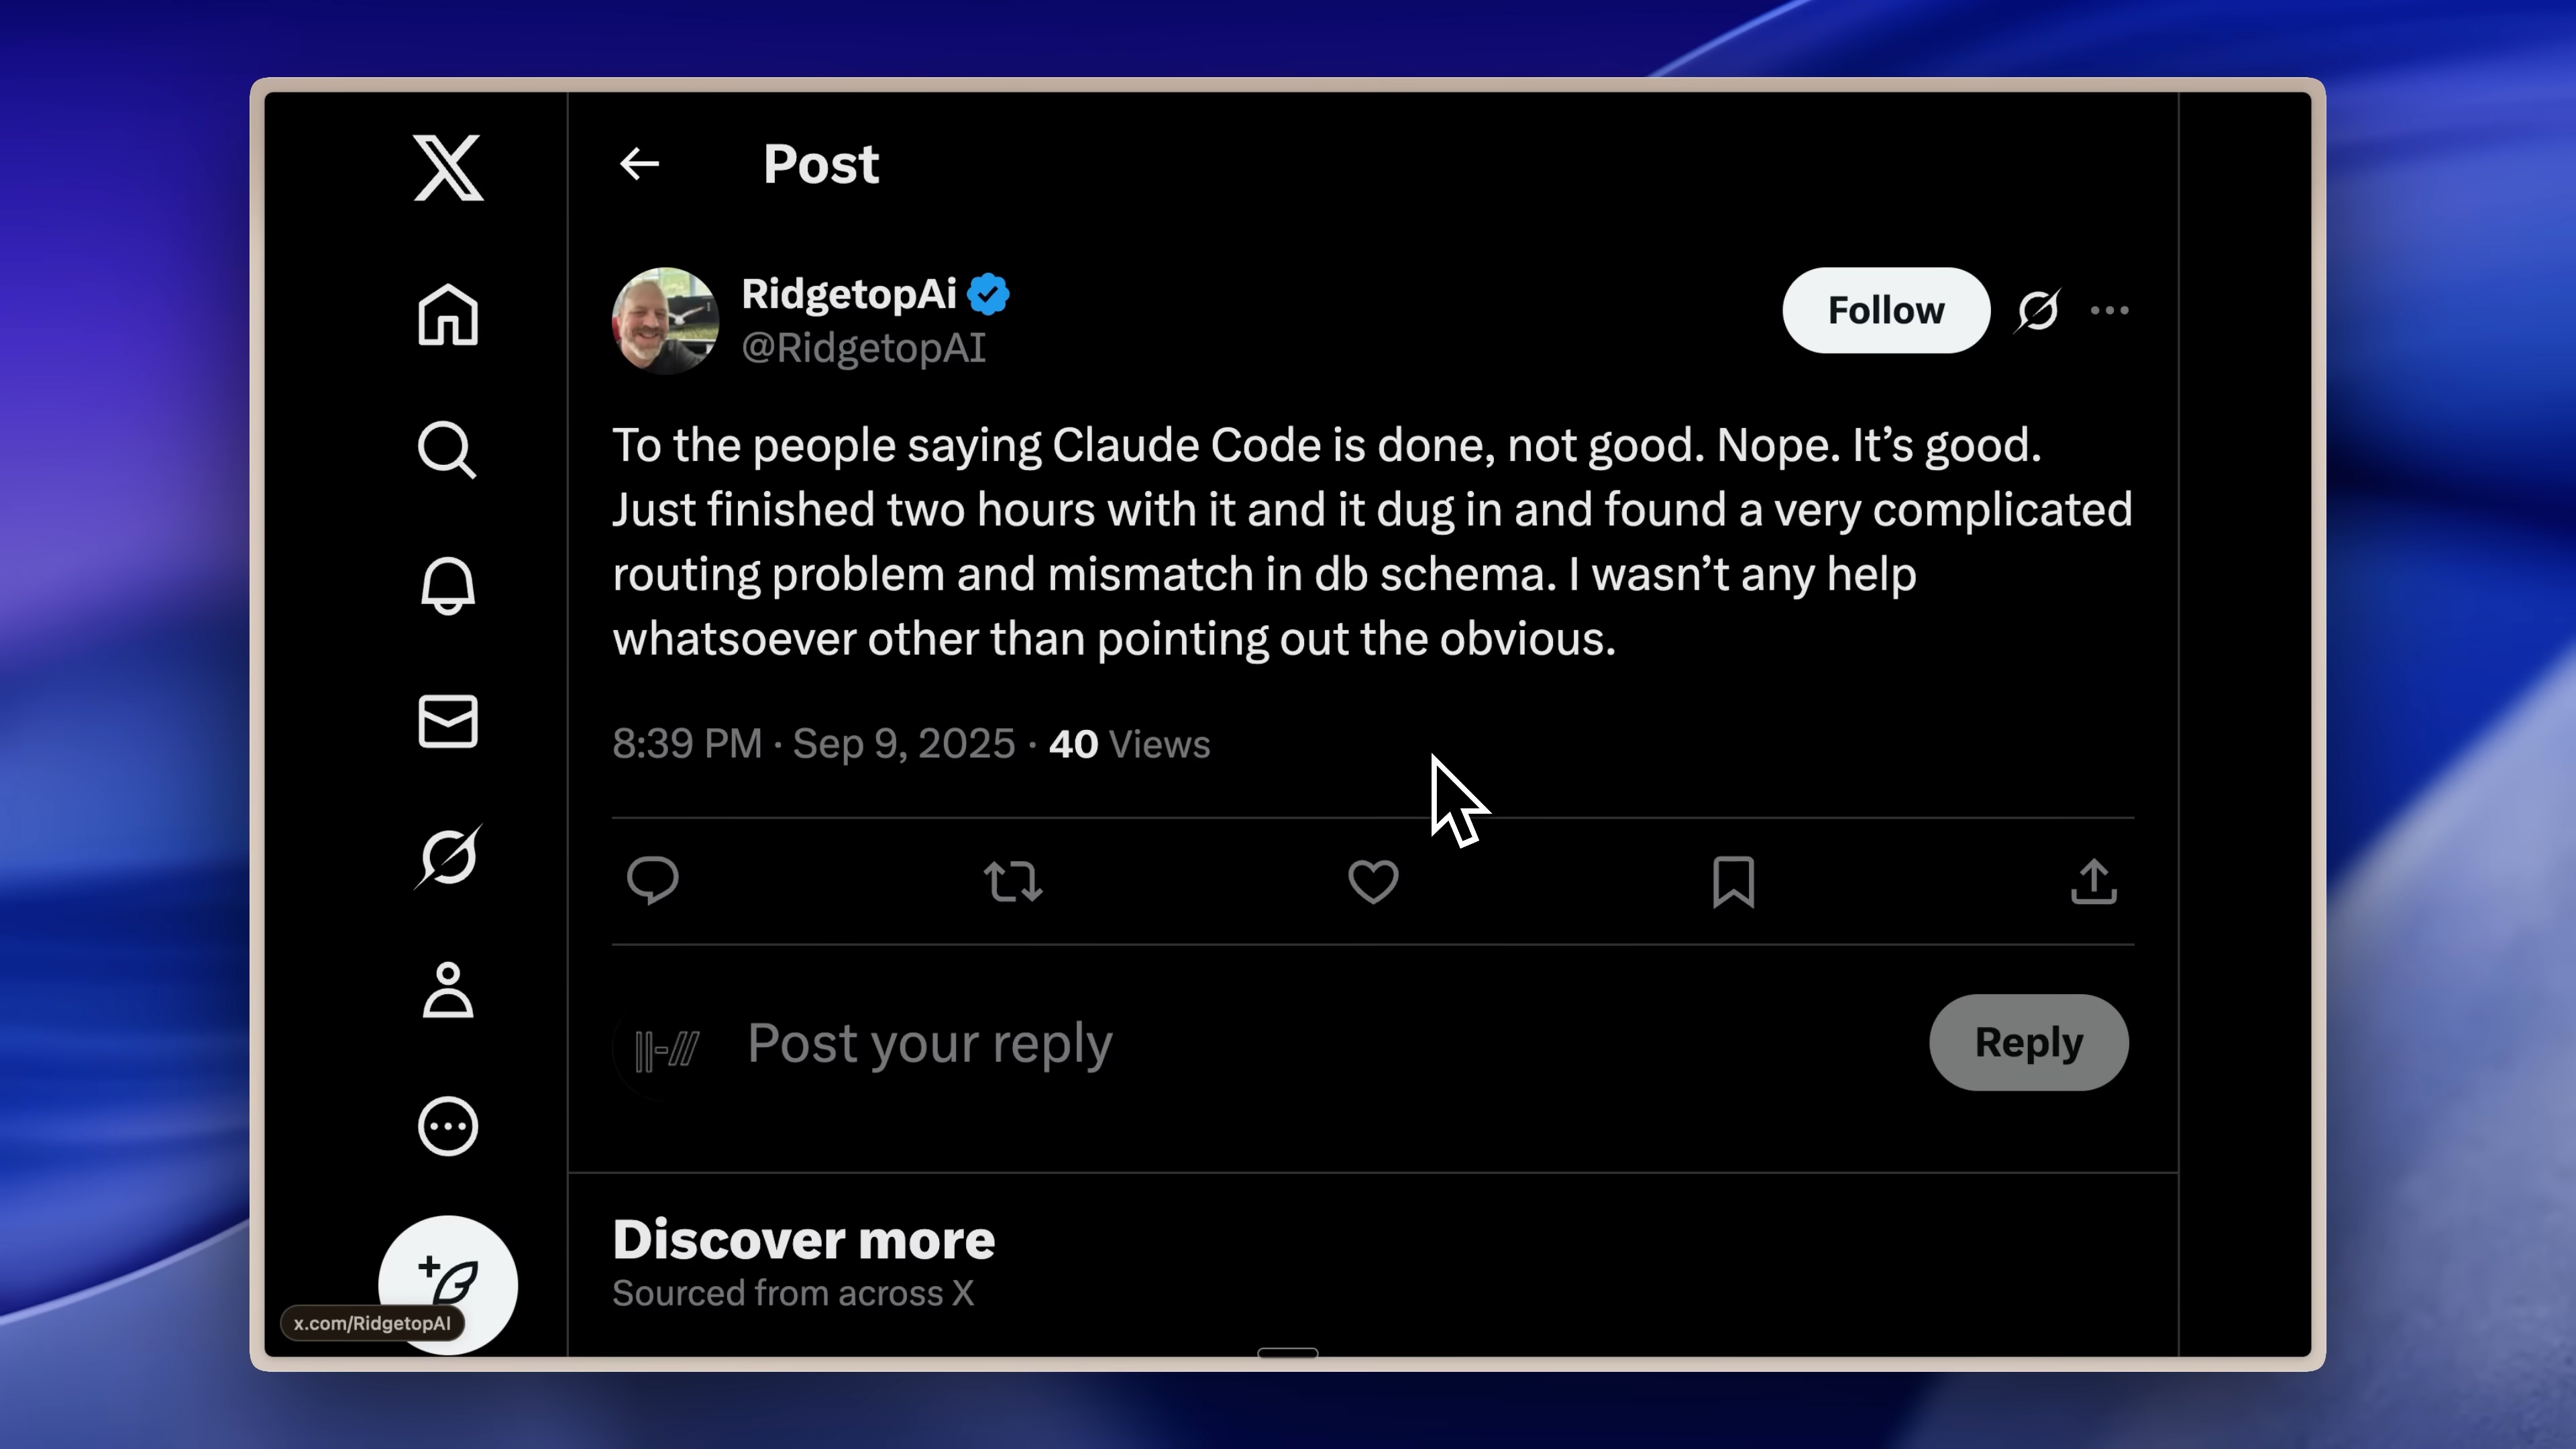 Post
RidgetopAi
@RidgetopAI
Follow
To the people saying Claude Code is done, not good. Nope. It’s good.
Just finished two hours with it and it dug in and found a very complicated
routing problem and mismatch in db schema. I wasn’t any help
whatsoever other than pointing out the obvious.
8:39 PM · Sep 9, 2025 · 40 Views
Post your reply
Reply
Discover more
Sourced from across X
x.com/RidgetopAI